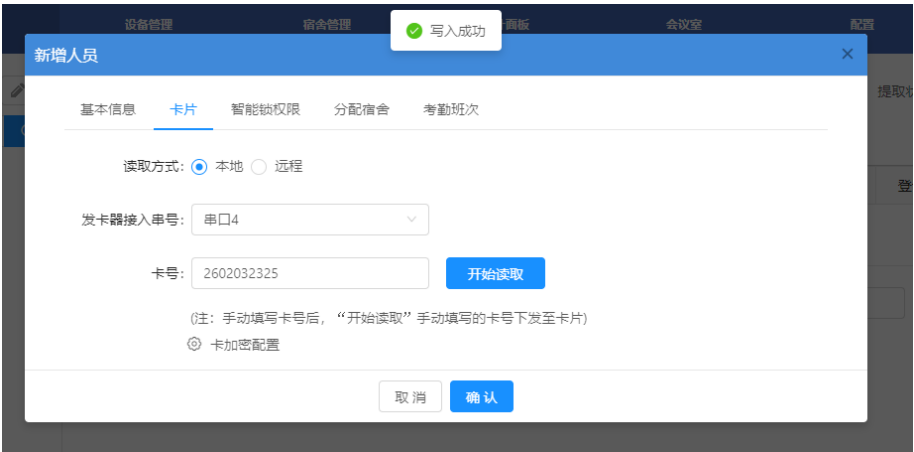 设备管理 宿舍管理 面板 会议室 配置
写入成功
新增人员
提取
基本信息 卡片 智能锁权限 分配宿舍 考勤班次
读取方式: 本地 远程
登
发卡器接入串号: 串口4
卡号: 2602032325 开始读取
(注：手动填写卡号后，“开始读取”手动填写的卡号下发至卡片)
卡加密配置
取 消 确 认